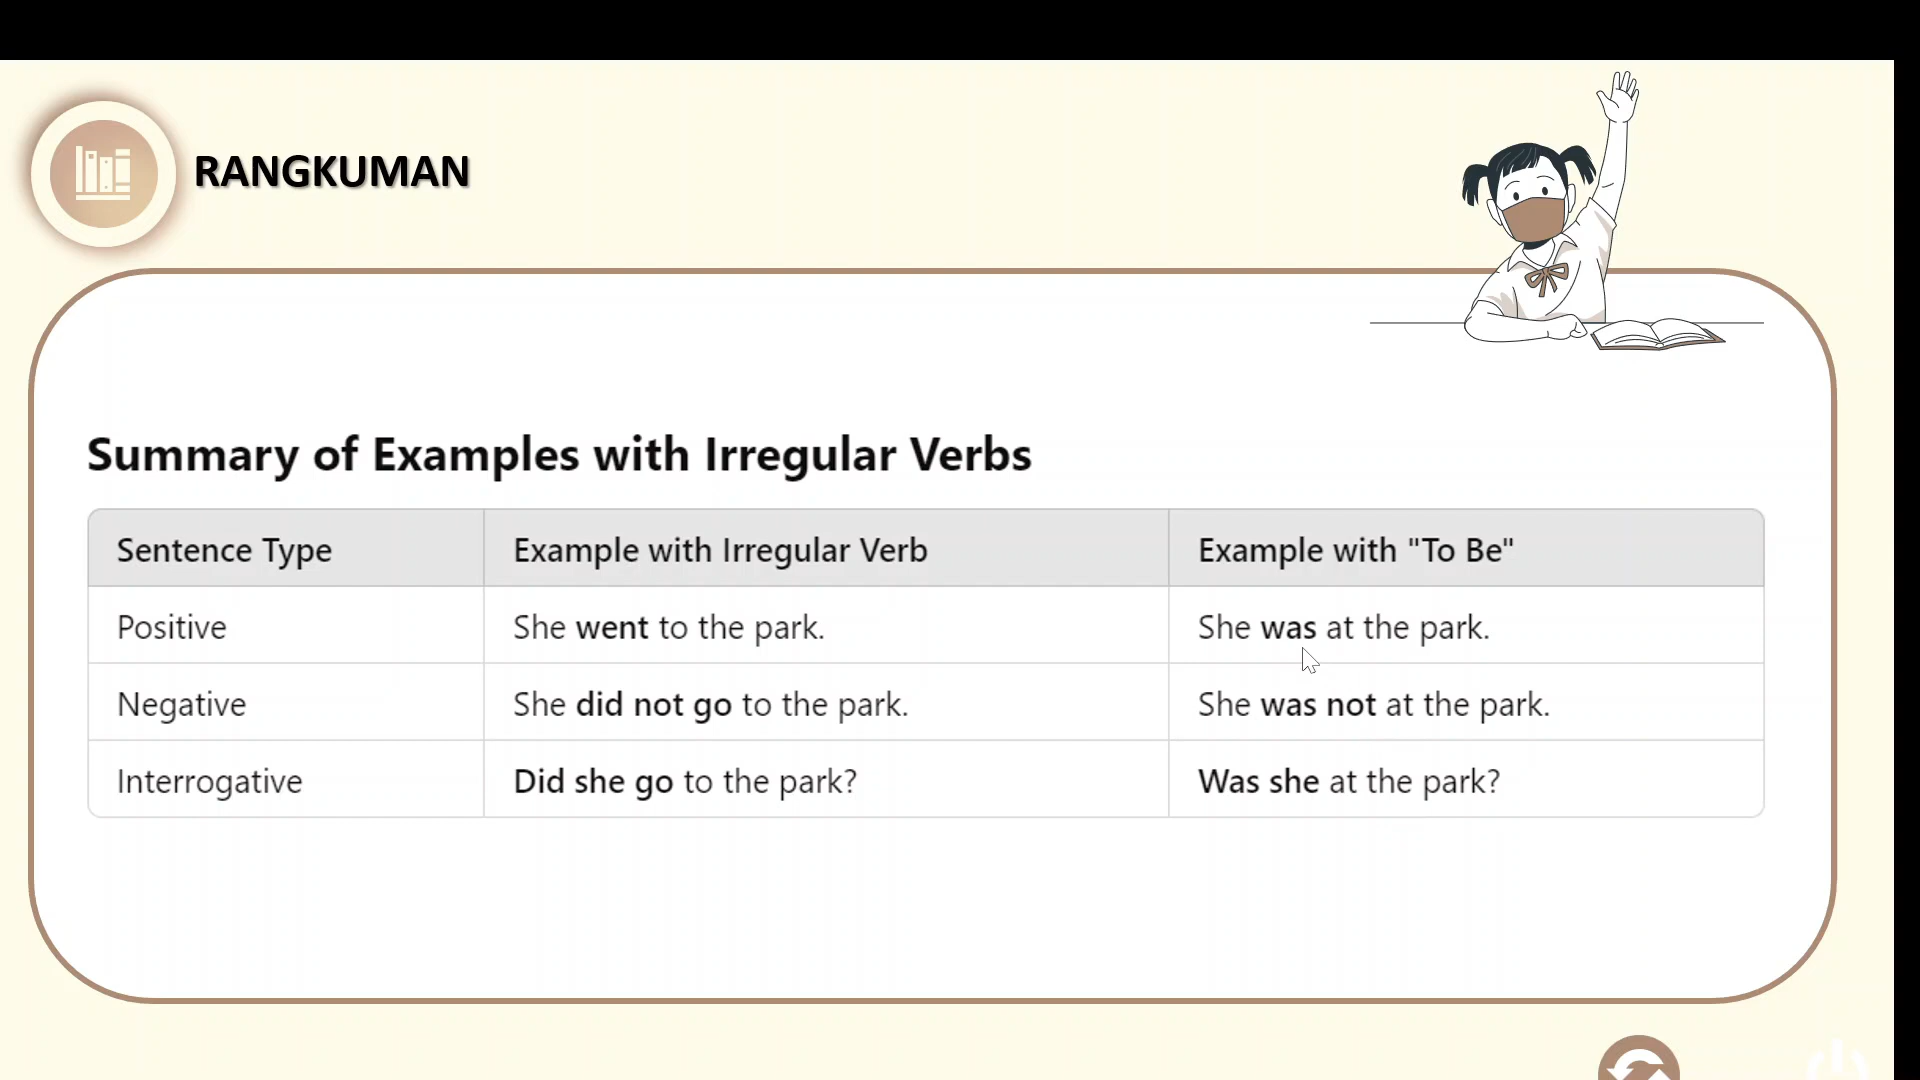 RANGKUMAN
Summary of Examples with Irregular Verbs
Sentence Type Example with Irregular Verb Example with "To Be"
Positive She went to the park. She was at the park.
Negative She did not go to the park. She was not at the park.
Interrogative Did she go to the park? Was she at the park?